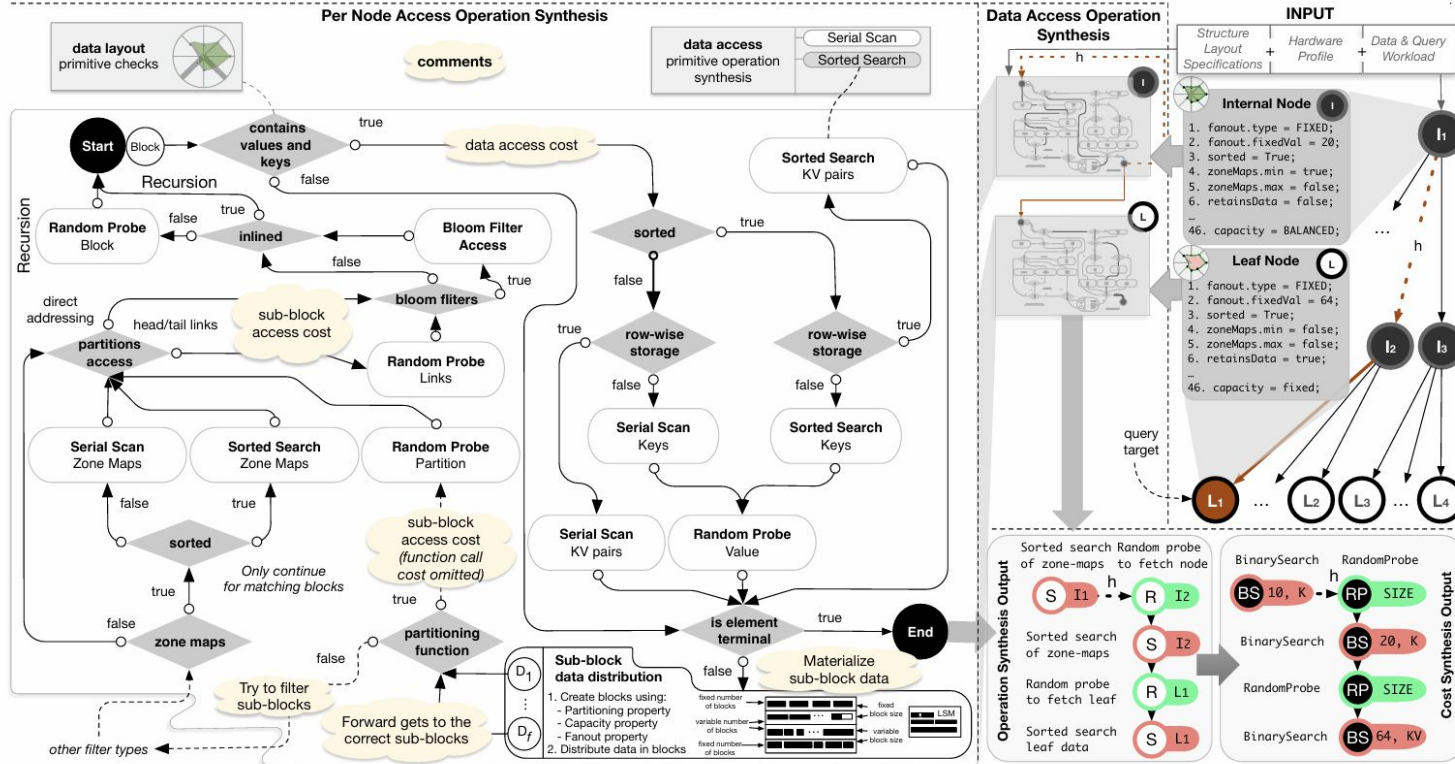 Per Node Access Operation Synthesis
data layout
primitive checks
comments
data access
primitive operation
synthesis
Serial Scan
Sorted Search
Start
Block
contains
values and
keys
true
false
data access cost
Sorted Search
KV pairs
Recursion
Recursion
Random Probe
Block
false
true
inlined
Bloom Filter
Access
false
true
bloom fliters
direct
addressing
head/tail links
sub-block
access cost
partitions
access
Random Probe
Links
sorted
true
false
true
row-wise
storage
false
row-wise
storage
true
false
Serial Scan
Keys
Sorted Search
Keys
Serial Scan
Zone Maps
Sorted Search
Zone Maps
Random Probe
Partition
false
true
sorted
Only continue
for matching blocks
true
false
zone maps
sub-block
access cost
(function call
cost omitted)
true
partitioning
function
false
Serial Scan
KV pairs
Random Probe
Value
is element
terminal
true
End
false
Materialize
sub-block data
Try to filter
sub-blocks
other filter types
Forward gets to the
correct sub-blocks
D1
Df
Sub-block
data distribution
1. Create blocks using:
- Partitioning property
- Capacity property
- Fanout property
2. Distribute data in blocks
fixed number
of blocks
variable number
of blocks
fixed number
of blocks
fixed
block size
variable
block size
LSM
Data Access Operation
Synthesis
h
I
L
INPUT
Structure
Layout
Specifications
+
Hardware
Profile
+
Data & Query
Workload
Internal Node
I
1. fanout.type = FIXED;
2. fanout.fixedVal = 20;
3. sorted = True;
4. zoneMaps.min = true;
5. zoneMaps.max = false;
6. retainsData = false;
…
46. capacity = BALANCED;
Leaf Node
L
1. fanout.type = FIXED;
2. fanout.fixedVal = 64;
3. sorted = True;
4. zoneMaps.min = false;
5. zoneMaps.max = false;
6. retainsData = true;
…
46. capacity = fixed;
I1
...
h
I2
I3
query
target
L1
...
L2
L3
...
L4
Operation Synthesis Output
Sorted search
of zone-maps
Random probe
to fetch node
S I1
h
R I2
Sorted search
of zone-maps
S I2
Random probe
to fetch leaf
R L1
Sorted search
leaf data
S L1
BinarySearch
RandomProbe
BS 10, K
h
RP SIZE
BinarySearch
BS 20, K
RandomProbe
RP SIZE
BinarySearch
BS 64, KV
Cost Synthesis Output